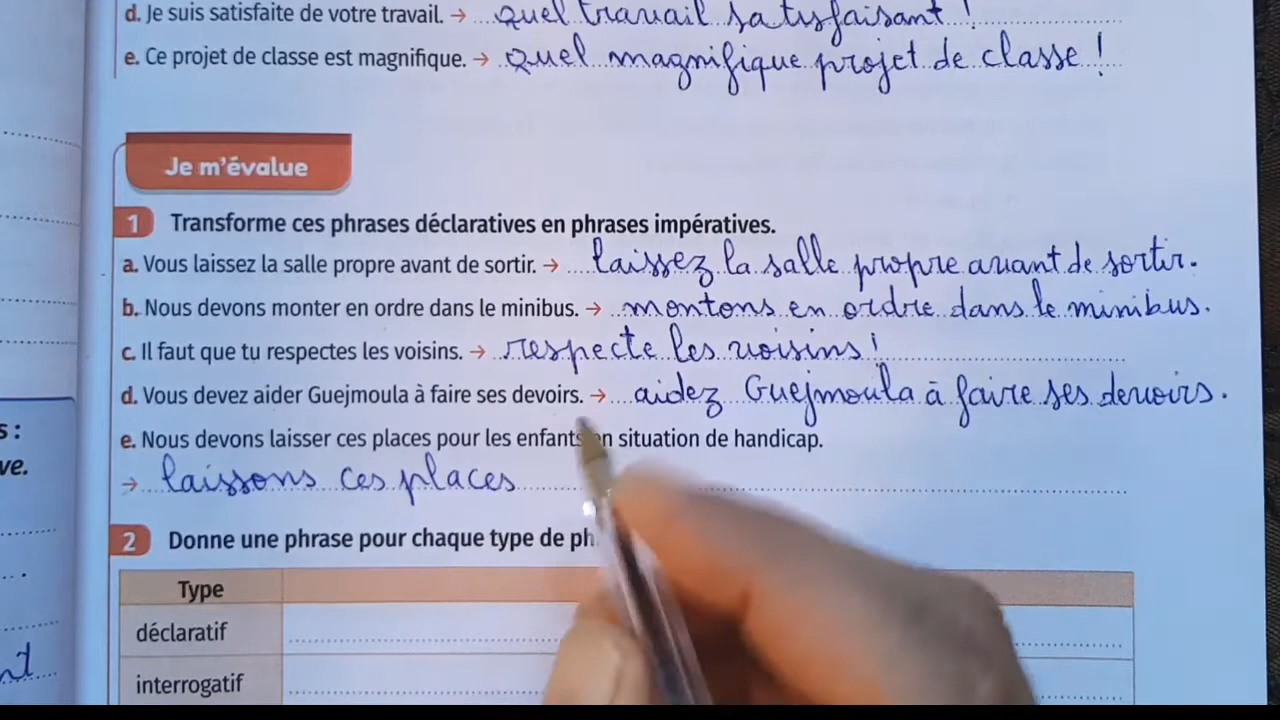 d. Je suis satisfaite de votre travail. → quel travail satisfaisant !
e. Ce projet de classe est magnifique. → quel magnifique projet de classe !
Je m'évalue
1 Transforme ces phrases déclaratives en phrases impératives.
a. Vous laissez la salle propre avant de sortir. → laissez la salle propre avant de sortir.
b. Nous devons monter en ordre dans le minibus. → montons en ordre dans le minibus.
c. Il faut que tu respectes les voisins. → respecte les voisins !
d. Vous devez aider Guejmoula à faire ses devoirs. → aidez Guejmoula à faire ses devoirs.
s :
e. Nous devons laisser ces places pour les enfants en situation de handicap.
ve.
→ laissons ces places
2 Donne une phrase pour chaque type de
Type
déclaratif
interrogatif